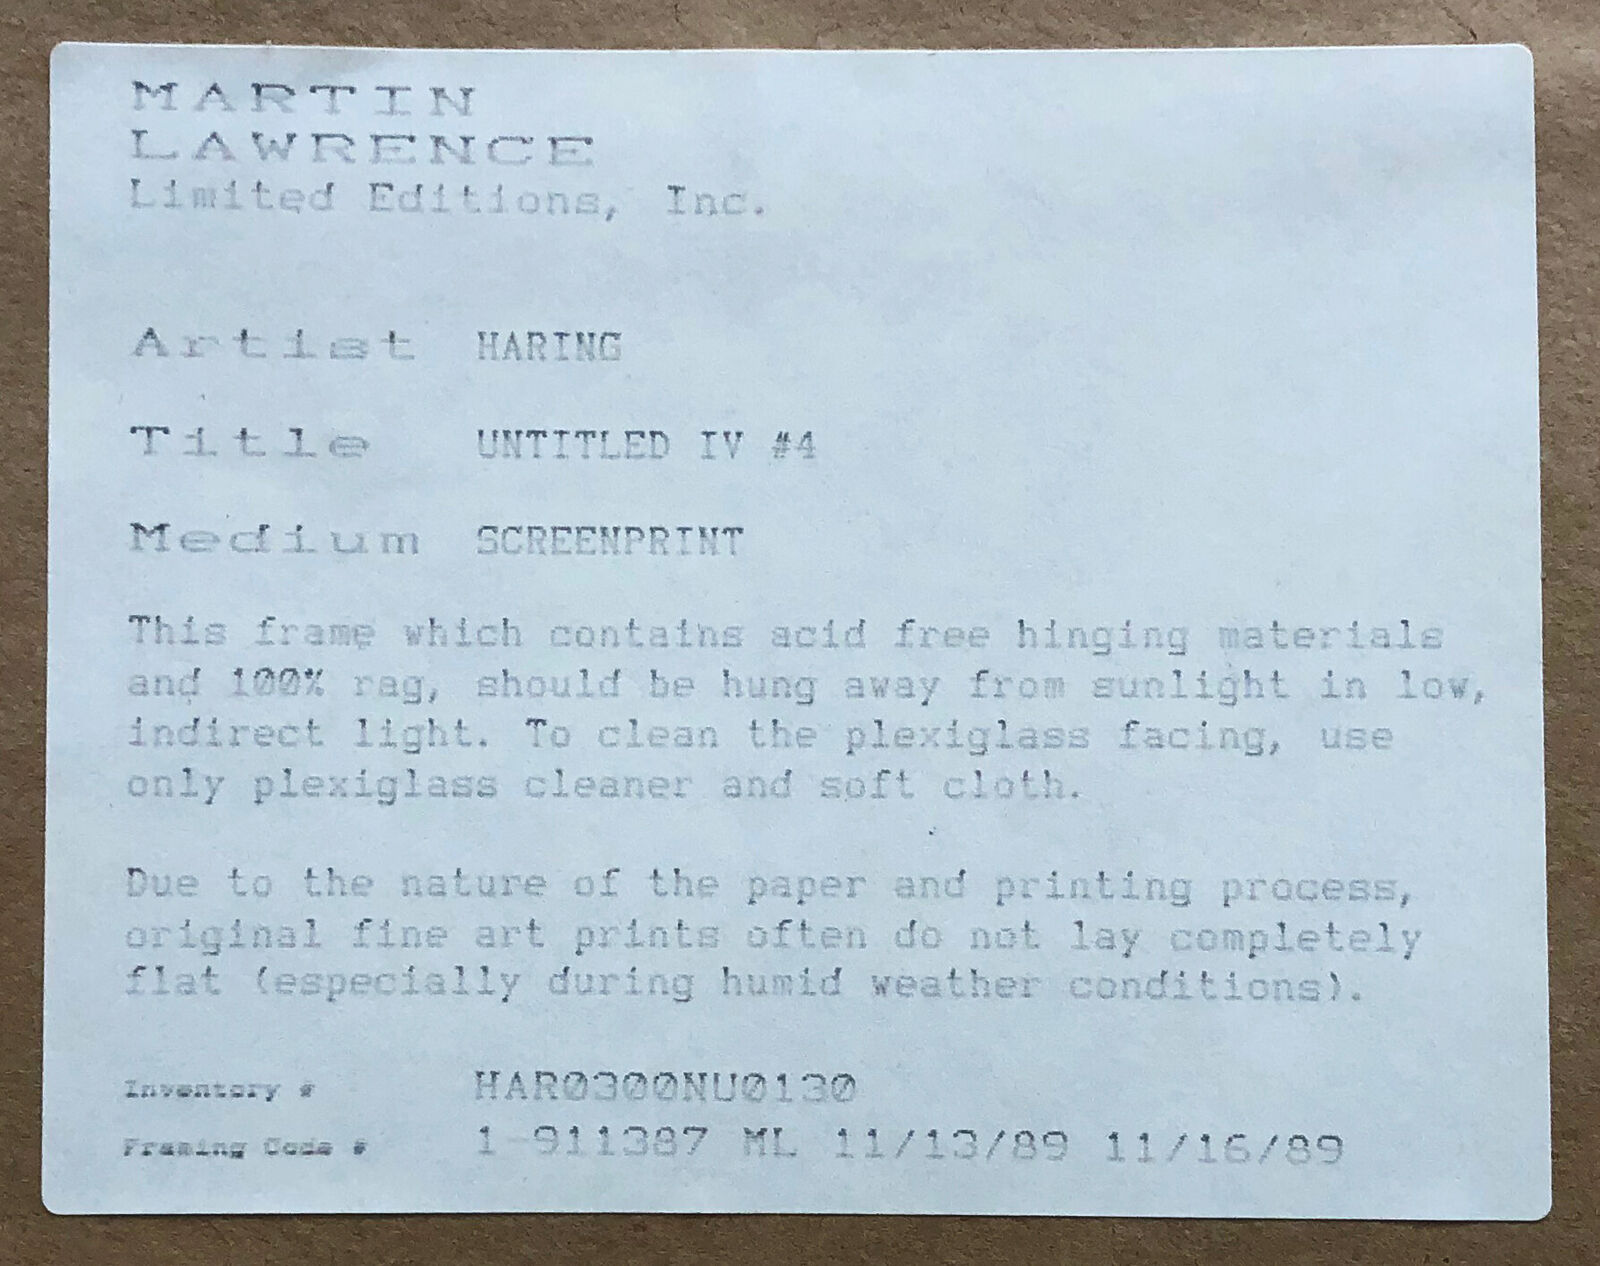 MARTIN
LAWRENCE
Limited Editions, Inc.
Artist HARING
Title UNTITLED IV #4
Medium SCREENPRINT
This frame which contains acid free hinging materials
and 100% rag, should be hung away from sunlight in low,
indirect light. To clean the plexiglass facing, use
only plexiglass cleaner and soft cloth.
Due to the nature of the paper and printing process,
original fine art prints often do not lay completely
flat (especially during humid weather conditions).
Inventory # HAR0300NU0130
Framing Code # 1-911387 ML 11/13/89 11/16/89